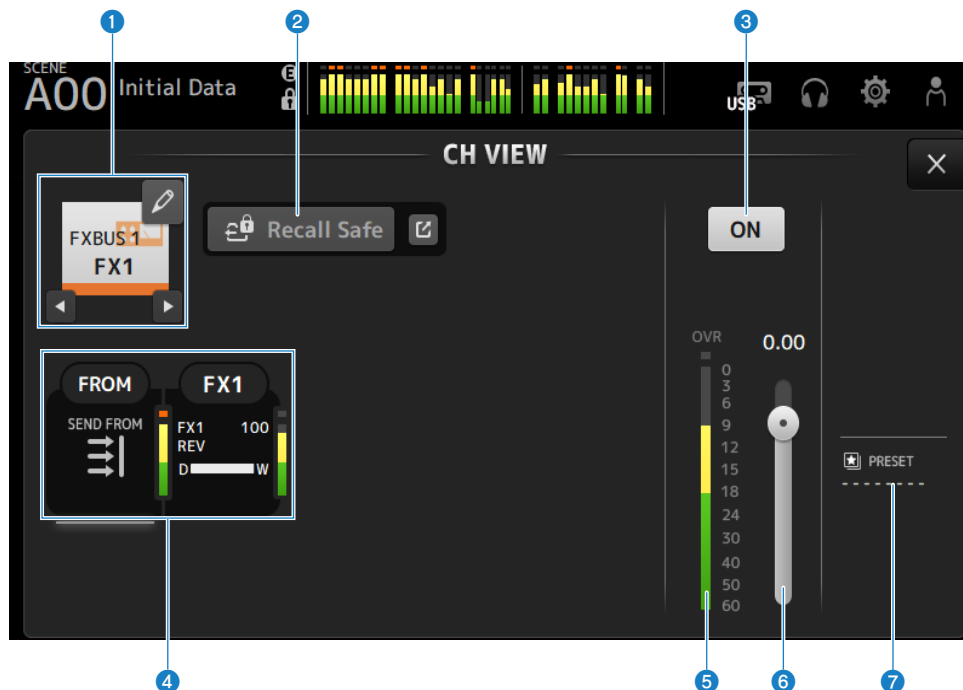 1 2 3
SCENE
A00 Initial Data E
USB
CH VIEW
FXBUS 1
FX1
Recall Safe
ON
OVR
0.00
0
3
6
9
12
15
18
24
30
40
50
60
FROM FX1
SEND FROM
FX1 100
REV
D W
PRESET
4 5 6 7